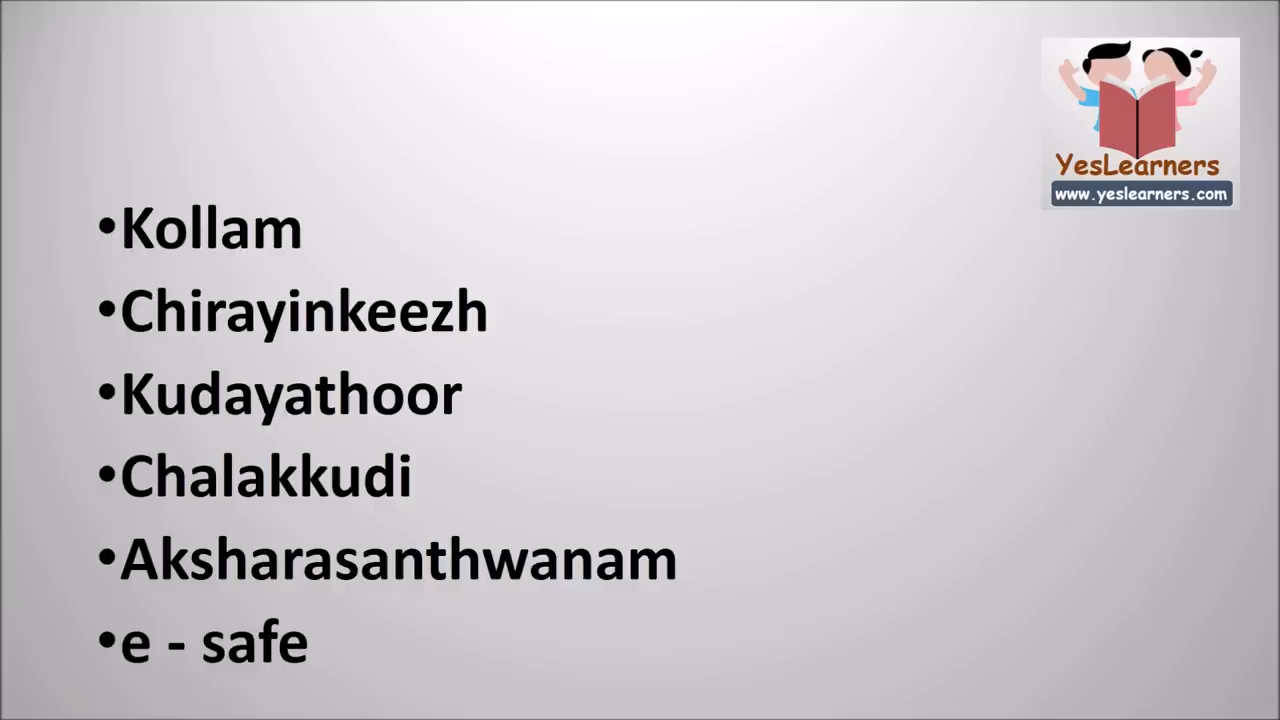 YesLearners
www.yeslearners.com
•Kollam
•Chirayinkeezh
•Kudayathoor
•Chalakkudi
•Aksharasanthwanam
•e - safe